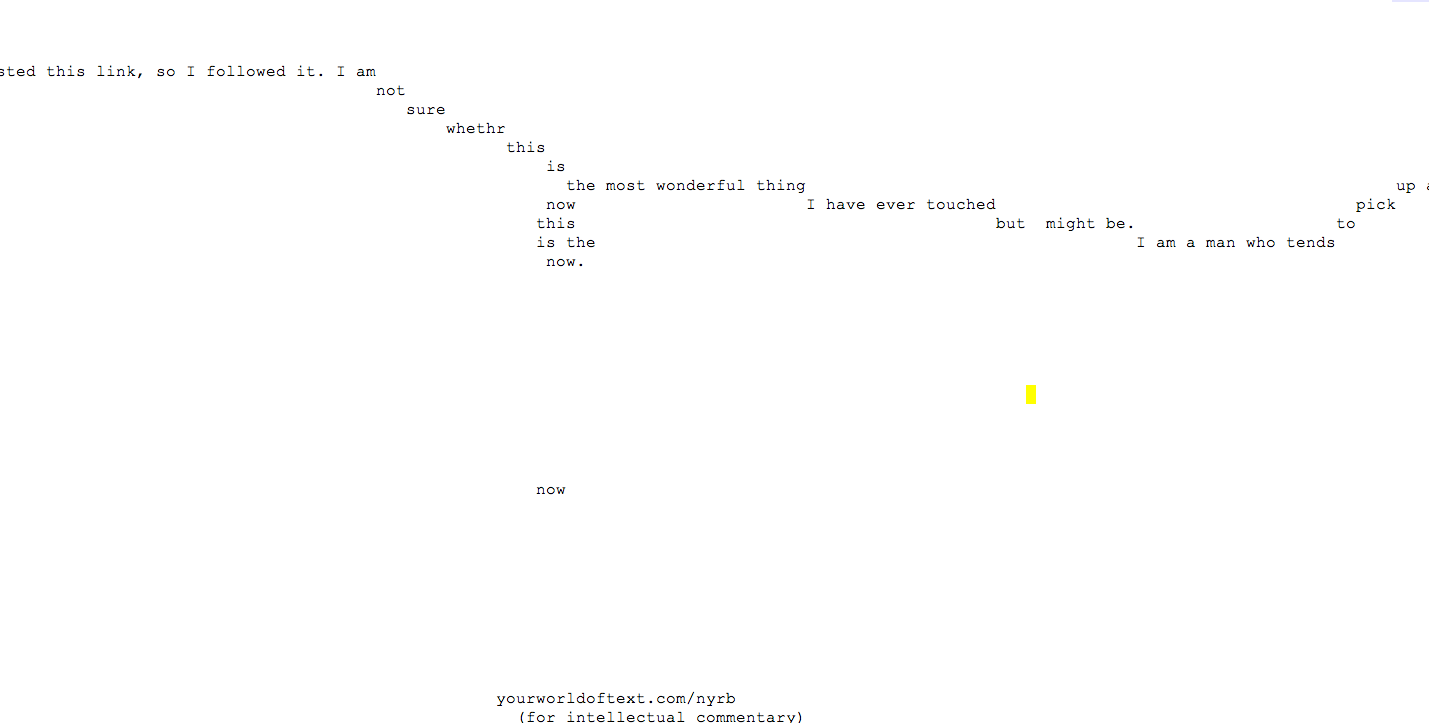 sted this link, so I followed it. I am
not
sure
whethr
this
is
the most wonderful thing up a
now I have ever touched pick
this but might be. to
is the I am a man who tends
now.
now
yourworldoftext.com/nyrb
(for intellectual commentary)